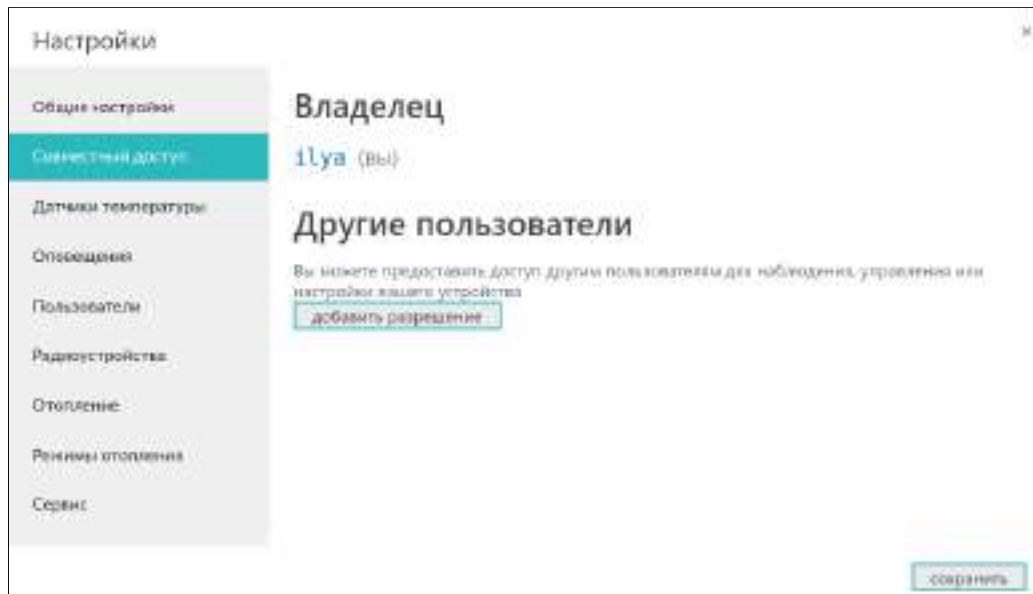 Настройки
×
Общие настройки
Совместный доступ
Датчики температуры
Оповещения
Пользователи
Радиоустройства
Отопление
Режимы отопления
Сервис
Владелец
ilya (вы)
Другие пользователи
Вы можете предоставить доступ другим пользователям для наблюдения, управления или
настройки вашего устройства
добавить разрешение
сохранить